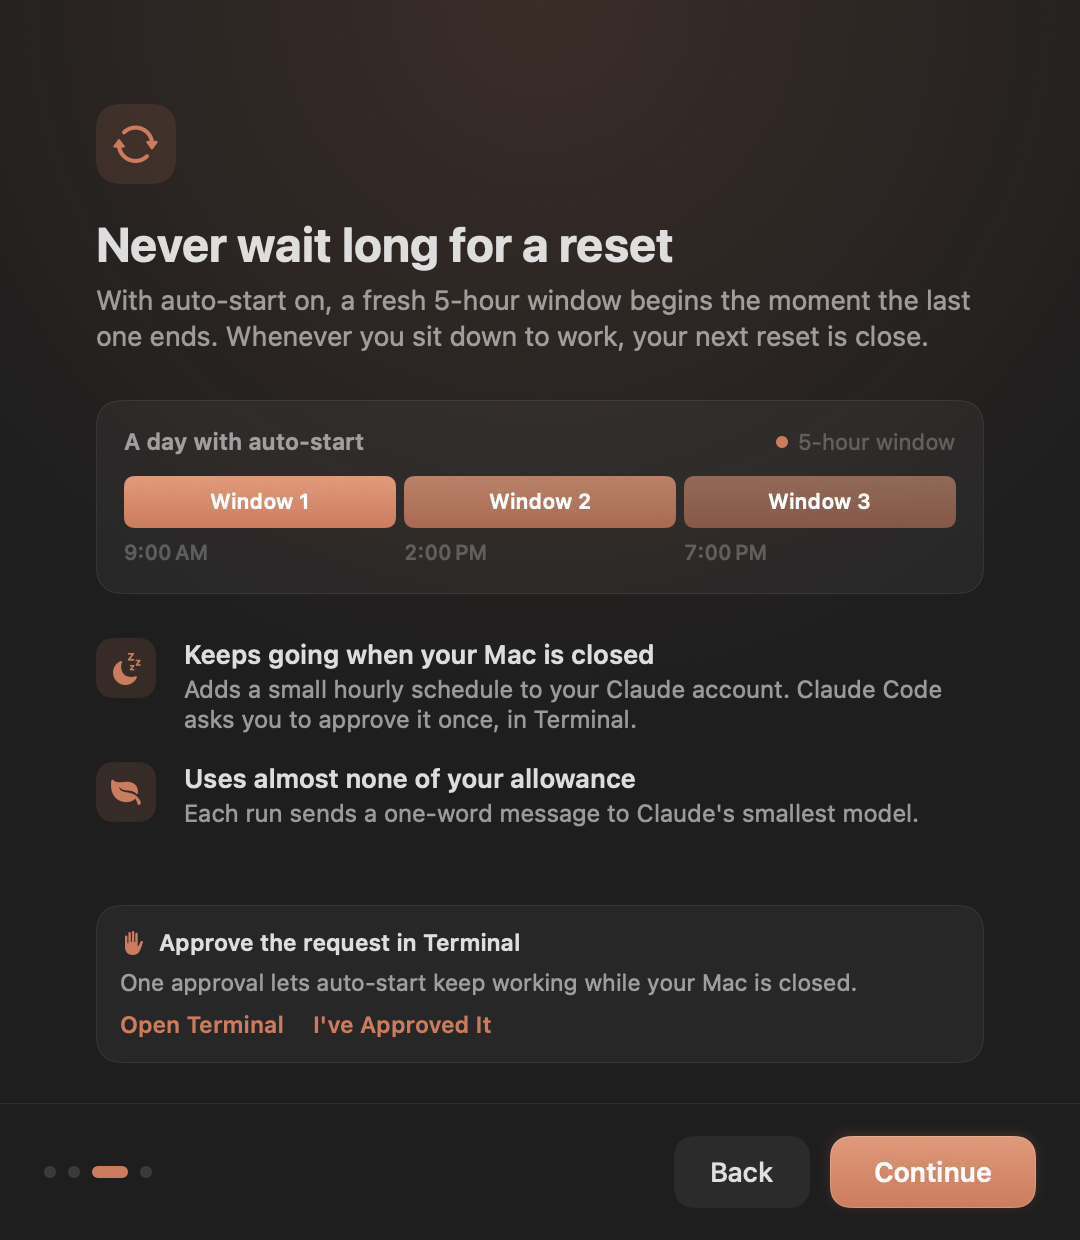 Never wait long for a reset
With auto-start on, a fresh 5-hour window begins the moment the last
one ends. Whenever you sit down to work, your next reset is close.
A day with auto-start
5-hour window
Window 1
Window 2
Window 3
9:00 AM
2:00 PM
7:00 PM
Keeps going when your Mac is closed
Adds a small hourly schedule to your Claude account. Claude Code
asks you to approve it once, in Terminal.
Uses almost none of your allowance
Each run sends a one-word message to Claude's smallest model.
Approve the request in Terminal
One approval lets auto-start keep working while your Mac is closed.
Open Terminal
I've Approved It
Back
Continue